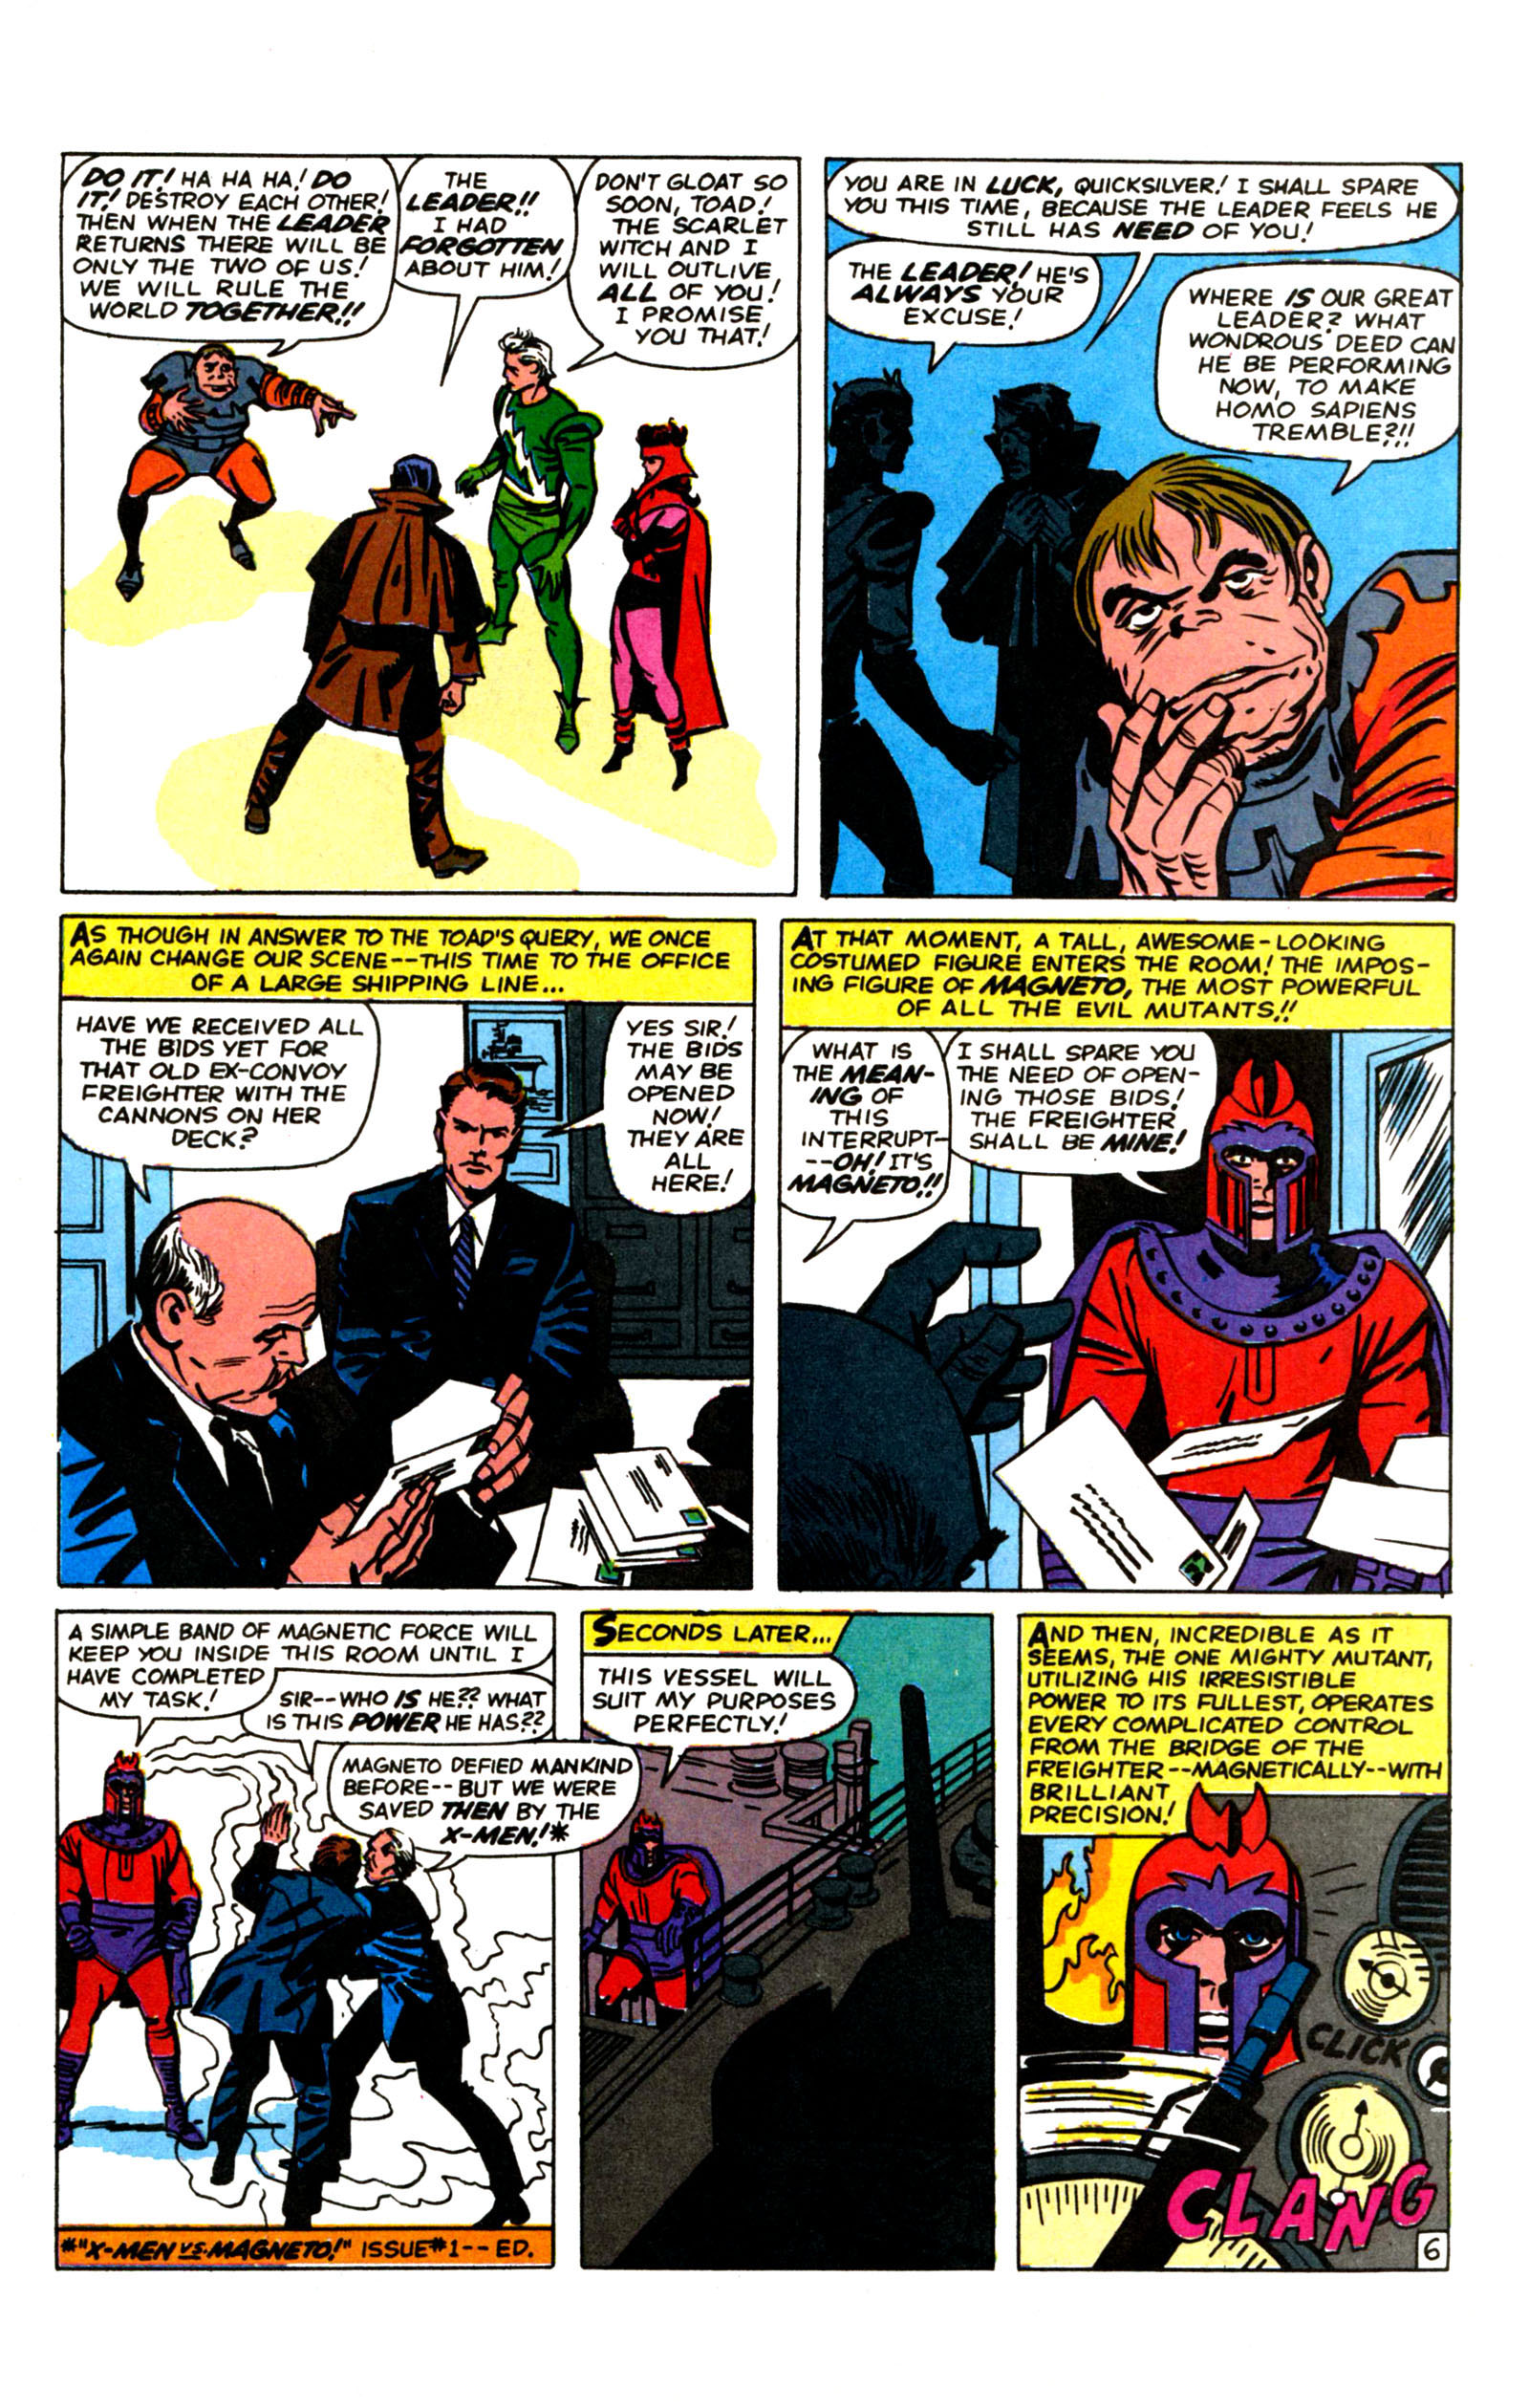 DO IT! HA HA HA! DO
IT! DESTROY EACH OTHER!
THEN WHEN THE LEADER
RETURNS THERE WILL BE
ONLY THE TWO OF US!
WE WILL RULE THE
WORLD TOGETHER!!
THE
LEADER!!
I HAD
FORGOTTEN
ABOUT HIM!
DON'T GLOAT SO
SOON, TOAD!
THE SCARLET
WITCH AND I
WILL OUTLIVE
ALL OF YOU!
I PROMISE
YOU THAT!
YOU ARE IN LUCK, QUICKSILVER! I SHALL SPARE
YOU THIS TIME, BECAUSE THE LEADER FEELS HE
STILL HAS NEED OF YOU!
THE LEADER! HE'S
ALWAYS YOUR
EXCUSE!
WHERE IS OUR GREAT
LEADER? WHAT
WONDROUS DEED CAN
HE BE PERFORMING
NOW, TO MAKE
HOMO SAPIENS
TREMBLE?!!
AS THOUGH IN ANSWER TO THE TOAD'S QUERY, WE ONCE
AGAIN CHANGE OUR SCENE--THIS TIME TO THE OFFICE
OF A LARGE SHIPPING LINE...
HAVE WE RECEIVED ALL
THE BIDS YET FOR
THAT OLD EX-CONVOY
FREIGHTER WITH THE
CANNONS ON HER
DECK?
YES SIR!
THE BIDS
MAY BE
OPENED
NOW!
THEY ARE
ALL
HERE!
AT THAT MOMENT, A TALL, AWESOME-LOOKING
COSTUMED FIGURE ENTERS THE ROOM! THE IMPOS-
ING FIGURE OF MAGNETO, THE MOST POWERFUL
OF ALL THE EVIL MUTANTS!!
WHAT IS
THE MEAN-
ING OF
THIS
INTERRUPT-
--OH! IT'S
MAGNETO!!
I SHALL SPARE YOU
THE NEED OF OPEN-
ING THOSE BIDS!
THE FREIGHTER
SHALL BE MINE!
A SIMPLE BAND OF MAGNETIC FORCE WILL
KEEP YOU INSIDE THIS ROOM UNTIL I
HAVE COMPLETED
MY TASK!
SIR--WHO IS HE?? WHAT
IS THIS POWER HE HAS??
MAGNETO DEFIED MANKIND
BEFORE--BUT WE WERE
SAVED THEN BY THE
X-MEN!*
*"X-MEN VS. MAGNETO!" ISSUE #1-- ED.
SECONDS LATER...
THIS VESSEL WILL
SUIT MY PURPOSES
PERFECTLY!
AND THEN, INCREDIBLE AS IT
SEEMS, THE ONE MIGHTY MUTANT,
UTILIZING HIS IRRESISTIBLE
POWER TO ITS FULLEST, OPERATES
EVERY COMPLICATED CONTROL
FROM THE BRIDGE OF THE
FREIGHTER--MAGNETICALLY--WITH
BRILLIANT
PRECISION!
CLICK
CLANG
6